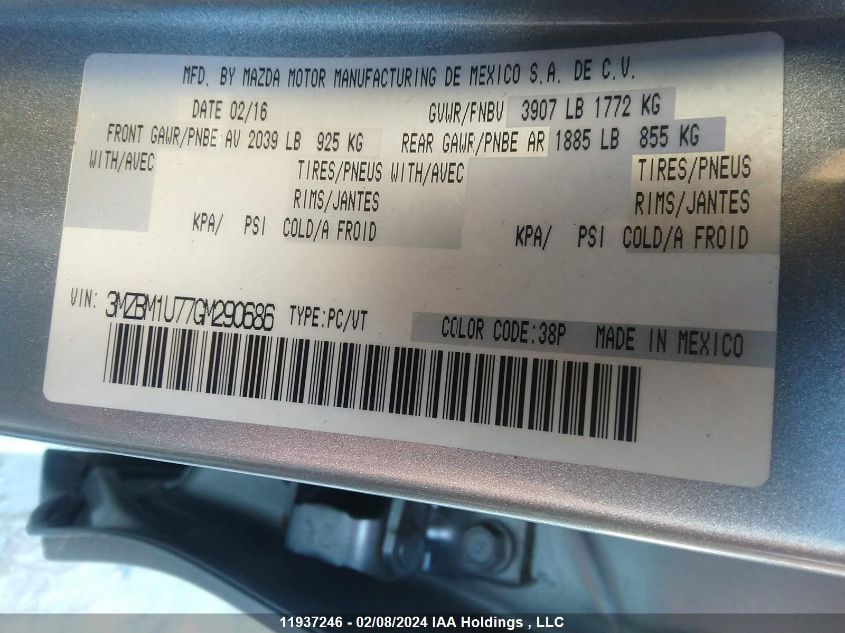 MFD. BY MAZDA MOTOR MANUFACTURING DE MEXICO S.A. DE C.V.
DATE 02/16 GVWR/FNBV 3907 LB 1772 KG
FRONT GAWR/PNBE AV 2039 LB 925 KG REAR GAWR/PNBE AR 1885 LB 855 KG
WITH/AVEC TIRES/PNEUS WITH/AVEC TIRES/PNEUS
RIMS/JANTES RIMS/JANTES
KPA/ PSI COLD/A FROID KPA/ PSI COLD/A FROID
VIN: 3MZBM1U77GM290686 TYPE:PC/VT COLOR CODE:38P MADE IN MEXICO
11937246 - 02/08/2024 IAA Holdings , LLC